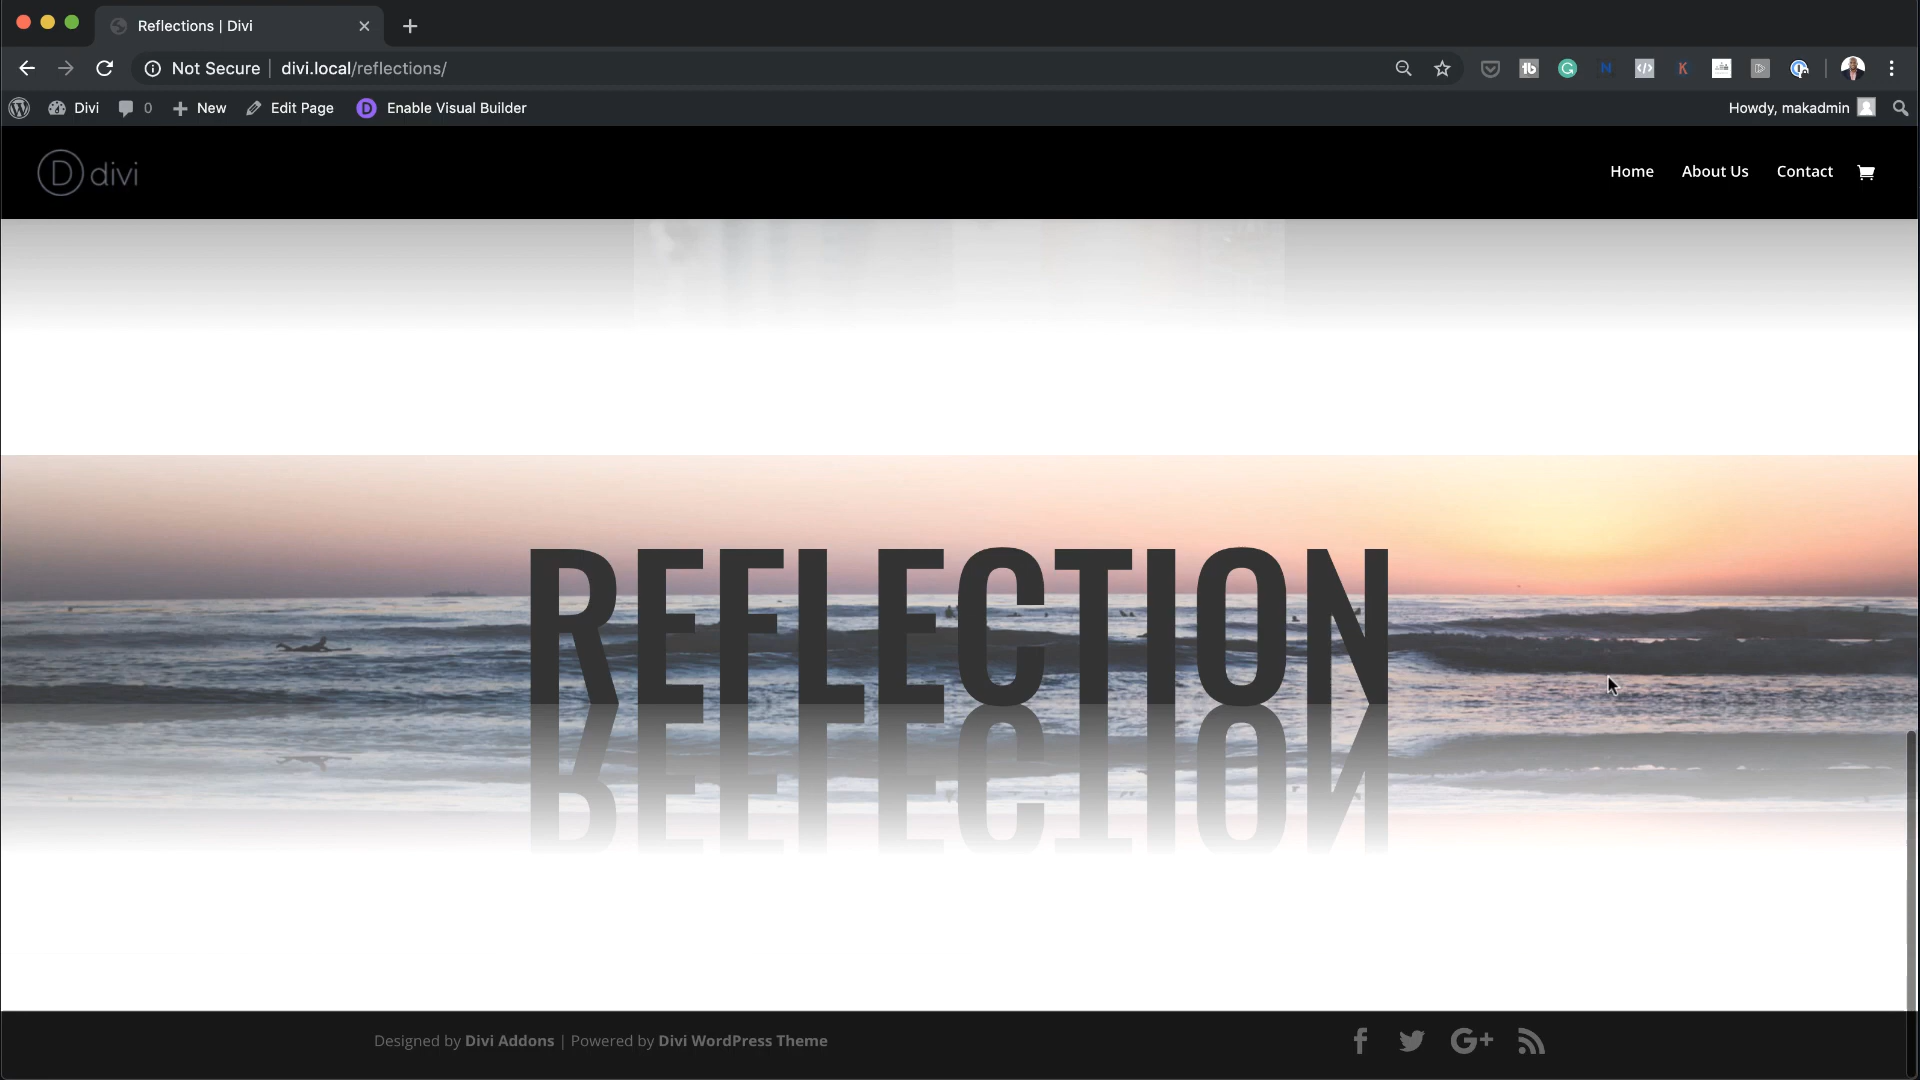 Reflections | Divi
Not Secure | divi.local/reflections/
Divi 0 New Edit Page D Enable Visual Builder Howdy, makadmin
D divi Home About Us Contact
REFLECTION
Designed by Divi Addons | Powered by Divi WordPress Theme